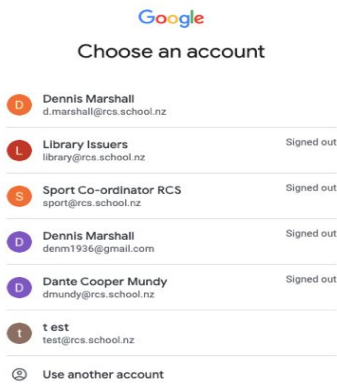 Google
Choose an account
D
Dennis Marshall
d.marshall@rcs.school.nz
L
Library Issuers
Signed out
library@rcs.school.nz
S
Sport Co-ordinator RCS
Signed out
sport@rcs.school.nz
D
Dennis Marshall
Signed out
denm1936@gmail.com
D
Dante Cooper Mundy
Signed out
dmundy@rcs.school.nz
t
t est
test@rcs.school.nz
Use another account